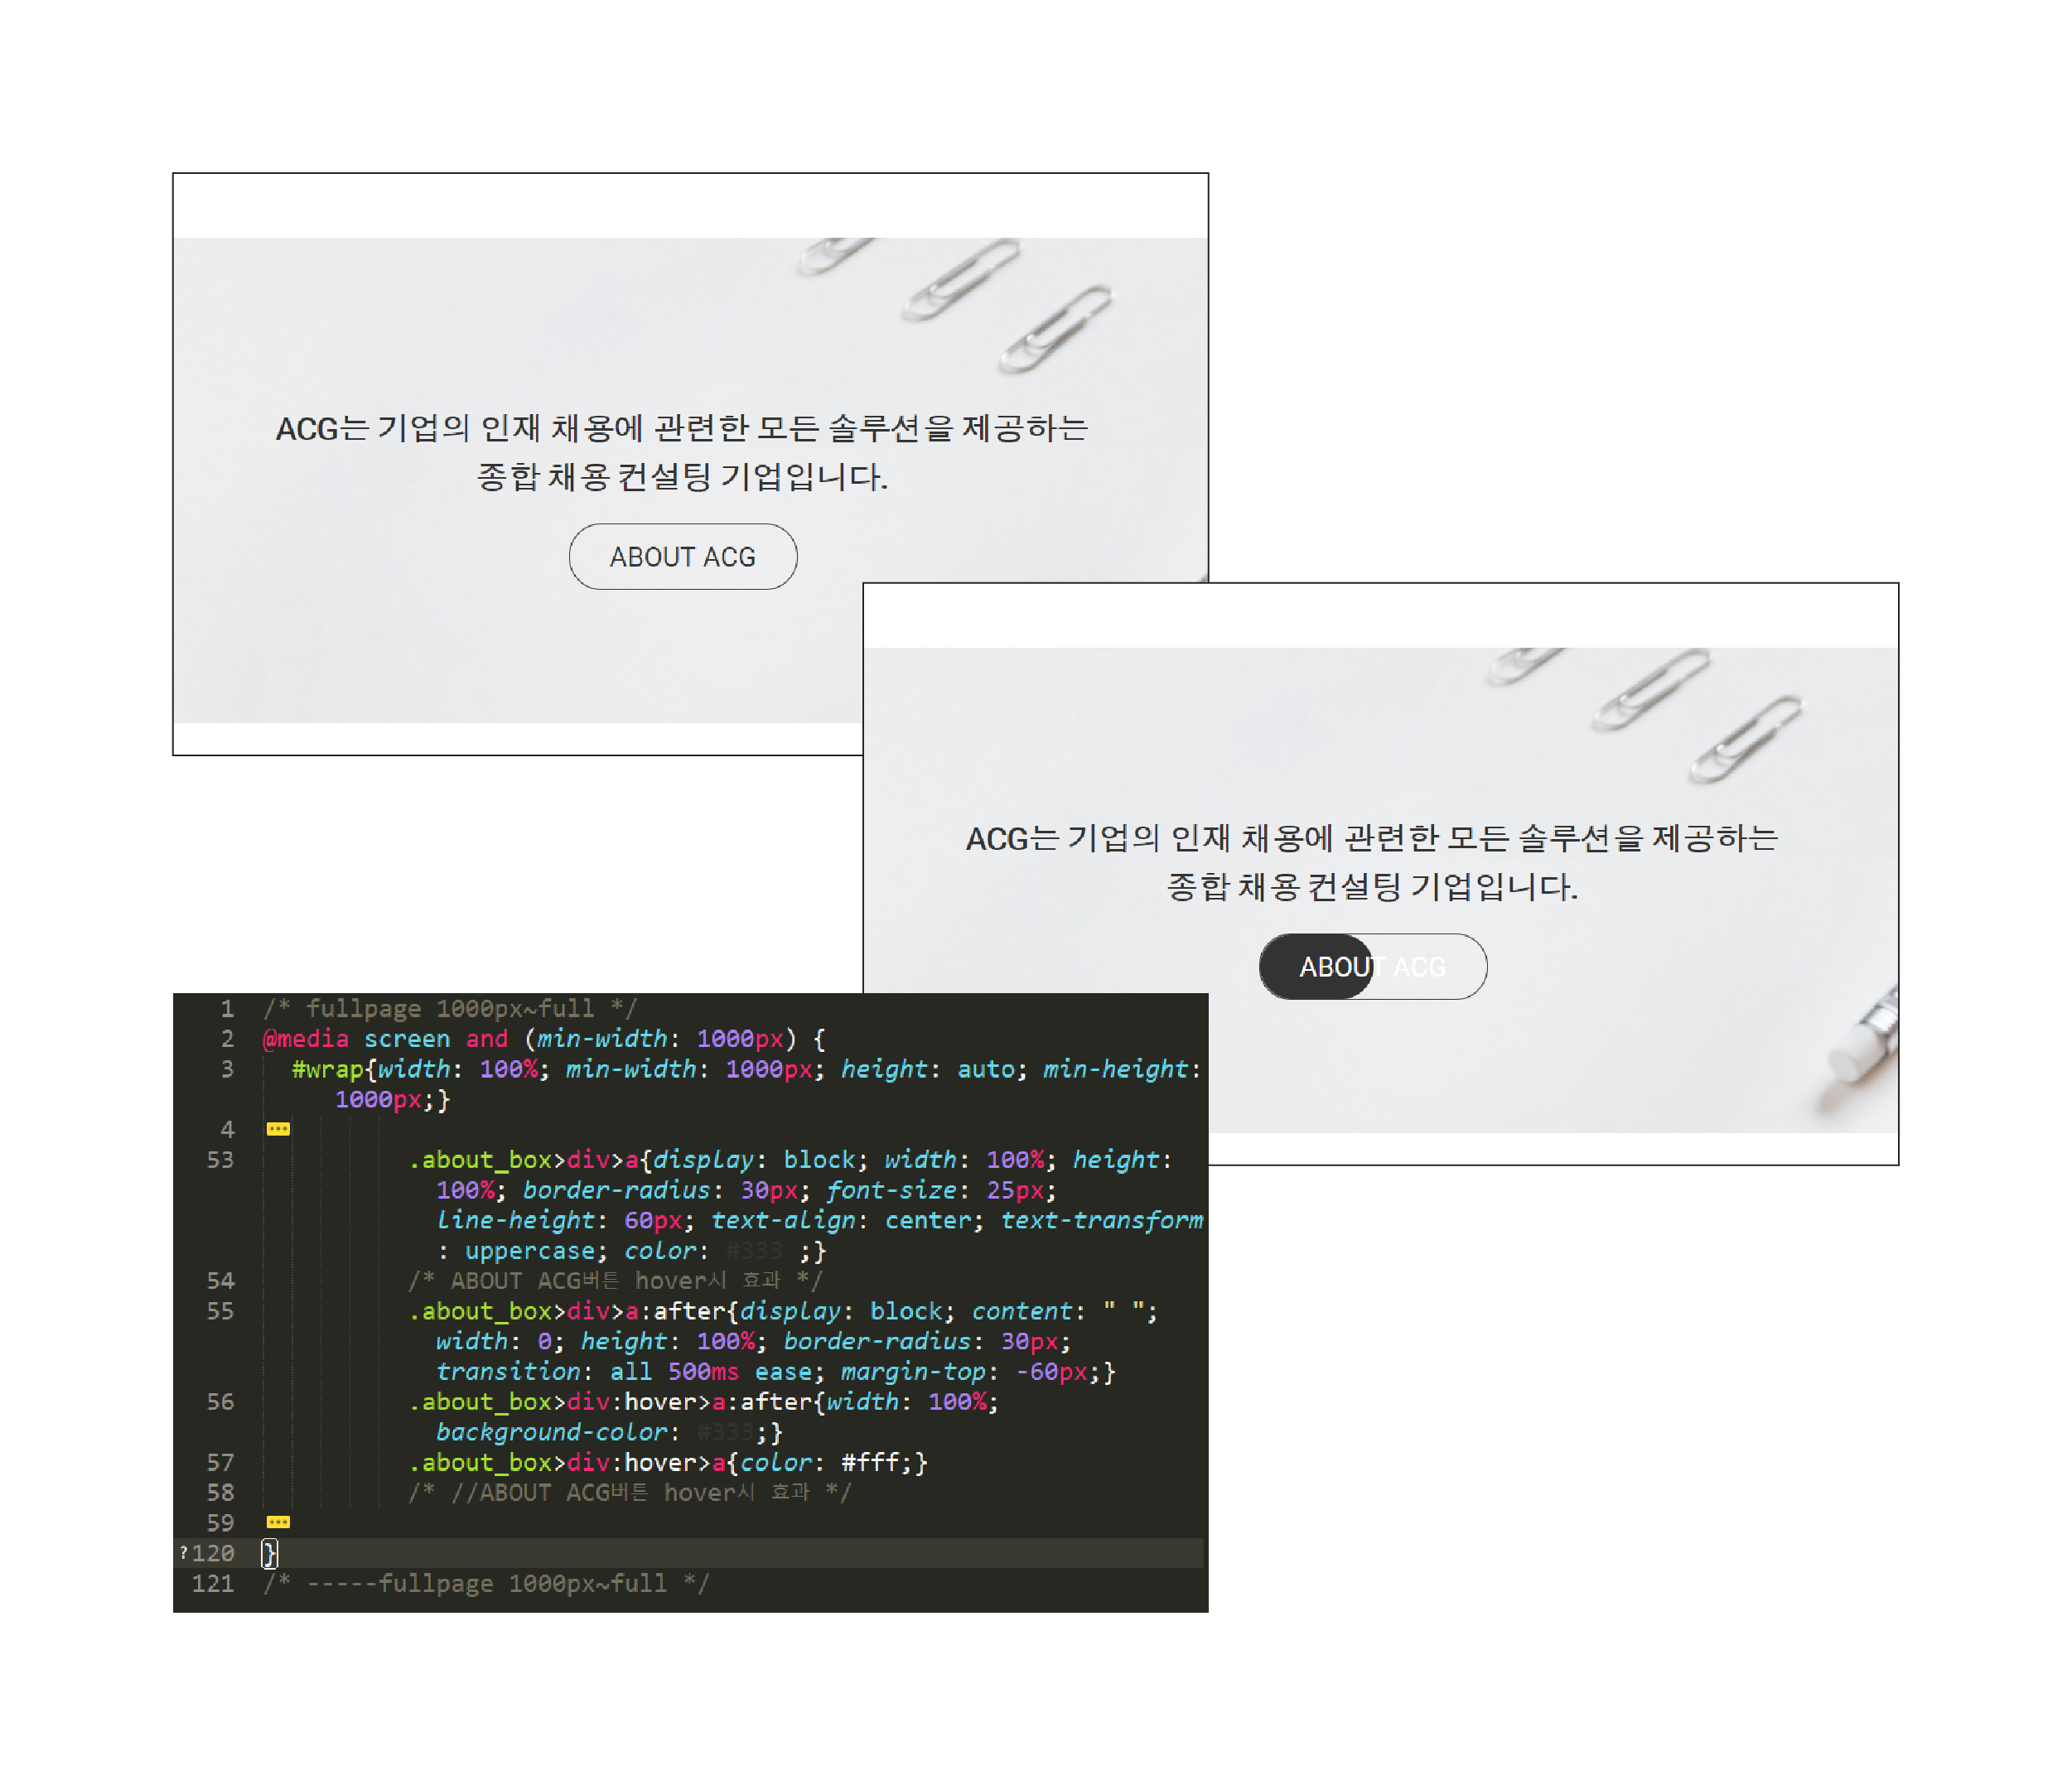 ACG는 기업의 인재 채용에 관련한 모든 솔루션을 제공하는
종합 채용 컨설팅 기업입니다.
ABOUT ACG
ACG는 기업의 인재 채용에 관련한 모든 솔루션을 제공하는
종합 채용 컨설팅 기업입니다.
ABOUT ACG
1 /* fullpage 1000px~full */
2 @media screen and (min-width: 1000px) {
3 #wrap{width: 100%; min-width: 1000px; height: auto; min-height:
1000px;}
4
53 .about_box>div>a{display: block; width: 100%; height:
100%; border-radius: 30px; font-size: 25px;
line-height: 60px; text-align: center; text-transform
: uppercase; color: #333 ;}
54 /* ABOUT ACG버튼 hover시 효과 */
55 .about_box>div>a:after{display: block; content: " ";
width: 0; height: 100%; border-radius: 30px;
transition: all 500ms ease; margin-top: -60px;}
56 .about_box>div:hover>a:after{width: 100%;
background-color: #333;}
57 .about_box>div:hover>a{color: #fff;}
58 /* //ABOUT ACG버튼 hover시 효과 */
59
?120 }
121 /* -----fullpage 1000px~full */